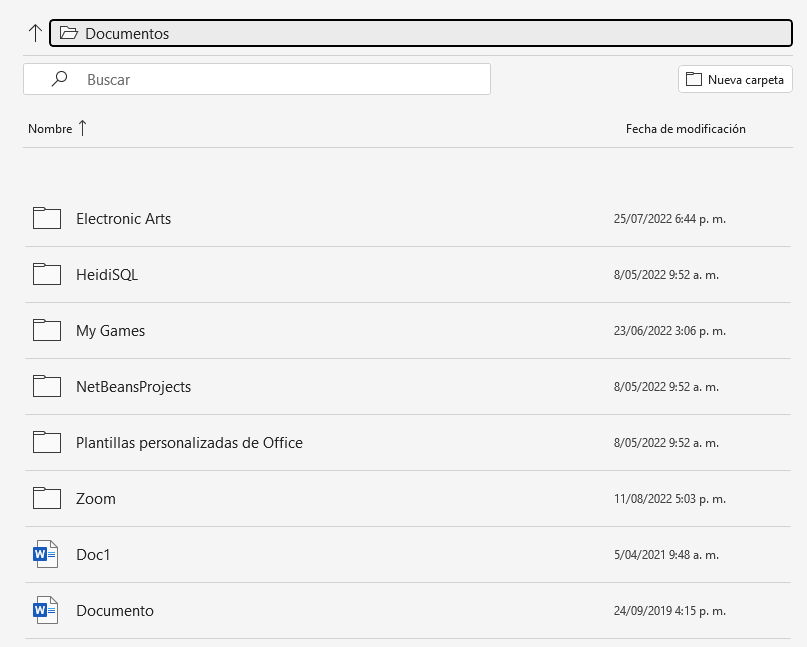 Documentos
Buscar
Nueva carpeta
Nombre Fecha de modificación
Electronic Arts 25/07/2022 6:44 p. m.
HeidiSQL 8/05/2022 9:52 a. m.
My Games 23/06/2022 3:06 p. m.
NetBeansProjects 8/05/2022 9:52 a. m.
Plantillas personalizadas de Office 8/05/2022 9:52 a. m.
Zoom 11/08/2022 5:03 p. m.
W Doc1 5/04/2021 9:48 a. m.
W Documento 24/09/2019 4:15 p. m.